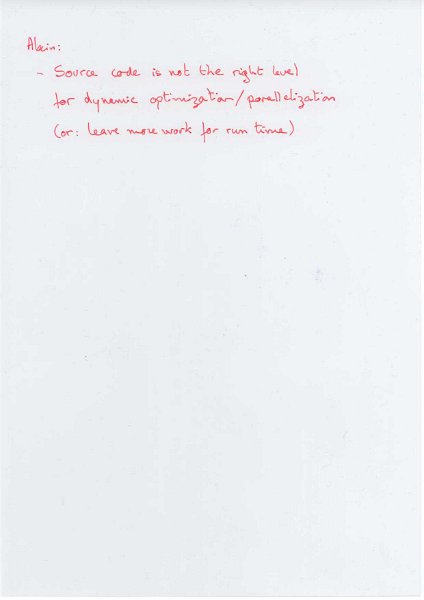 Alain:
- Source code is not the right level
for dynamic optimization/parallelization
(or: leave more work for run time)